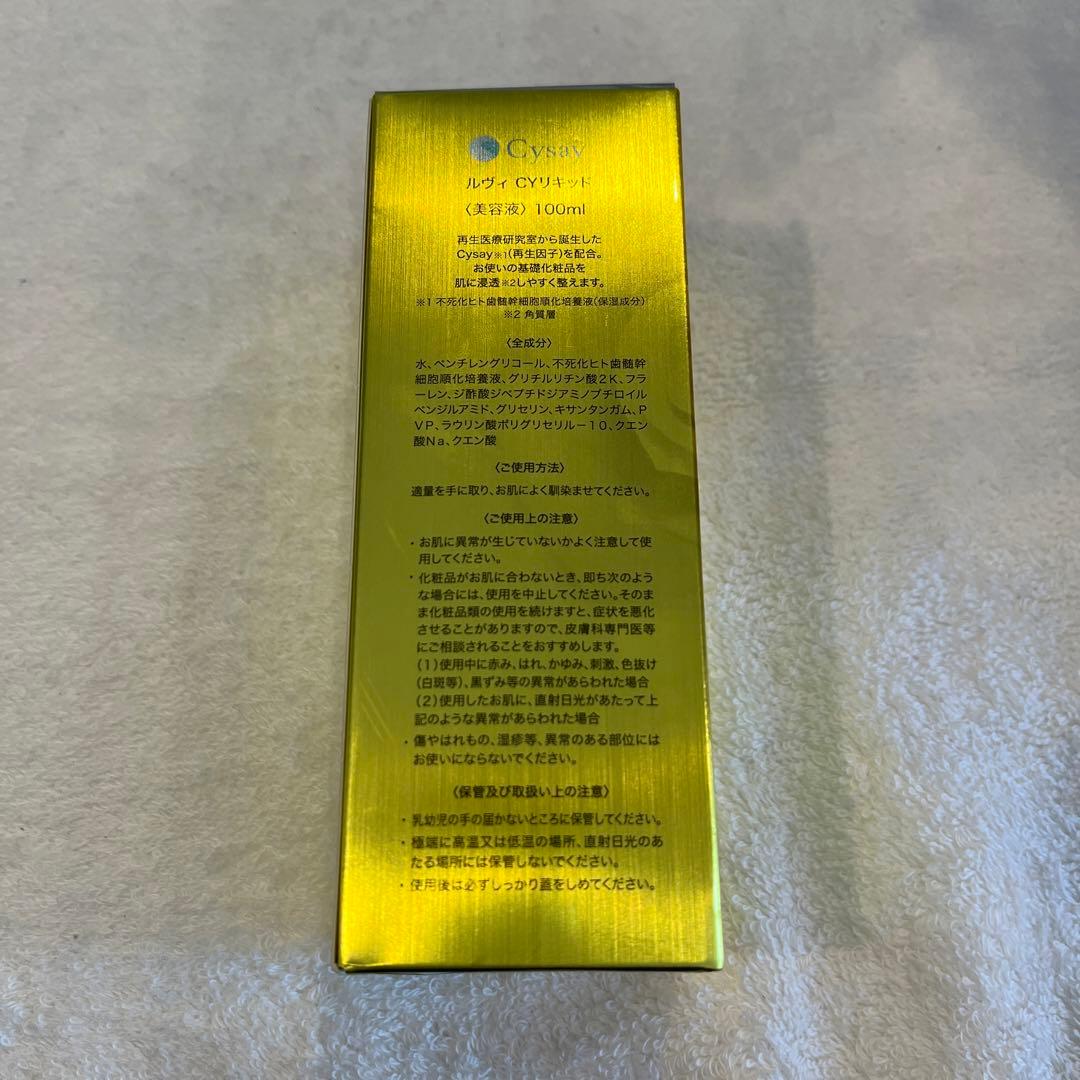 Cysay
ルヴィ CYリキッド
〈美容液〉 100ml
再生医療研究室から誕生した
Cysay※1(再生因子)を配合。
お使いの基礎化粧品を
肌に浸透※2しやすく整えます。
※1 不死化ヒト歯髄幹細胞順化培養液(保湿成分)
※2 角質層
〈全成分〉
水、ペンチレングリコール、不死化ヒト歯髄幹
細胞順化培養液、グリチルリチン酸2K、フラ
ーレン、ジ酢酸ジペプチドジアミノブチロイル
ベンジルアミド、グリセリン、キサンタンガム、P
VP、ラウリン酸ポリグリセリル－10、クエン
酸Na、クエン酸
〈ご使用方法〉
適量を手に取り、お肌によく馴染ませてください。
〈ご使用上の注意〉
・お肌に異常が生じていないかよく注意して使
用してください。
・化粧品がお肌に合わないとき、即ち次のよう
な場合には、使用を中止してください。そのま
ま化粧品類の使用を続けますと、症状を悪化
させることがありますので、皮膚科専門医等
にご相談されることをおすすめします。
(1)使用中に赤み、はれ、かゆみ、刺激、色抜け
(白斑等)、黒ずみ等の異常があらわれた場合
(2)使用したお肌に、直射日光があたって上
記のような異常があらわれた場合
・傷やはれもの、湿疹等、異常のある部位には
お使いにならないでください。
〈保管及び取扱い上の注意〉
・乳幼児の手の届かないところに保管してください。
・極端に高温又は低温の場所、直射日光のあ
たる場所には保管しないでください。
・使用後は必ずしっかり蓋をしめてください。